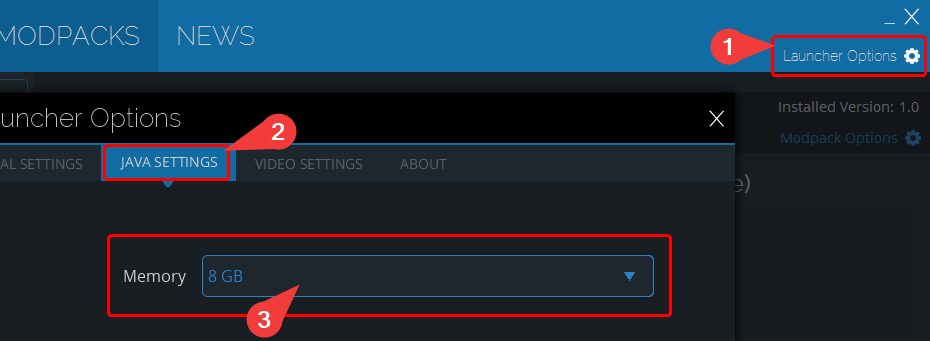 MODPACKS NEWS
1 Launcher Options
Installed Version: 1.0
uncher Options
Modpack Options
2
AL SETTINGS JAVA SETTINGS VIDEO SETTINGS ABOUT
e)
Memory 8 GB
3